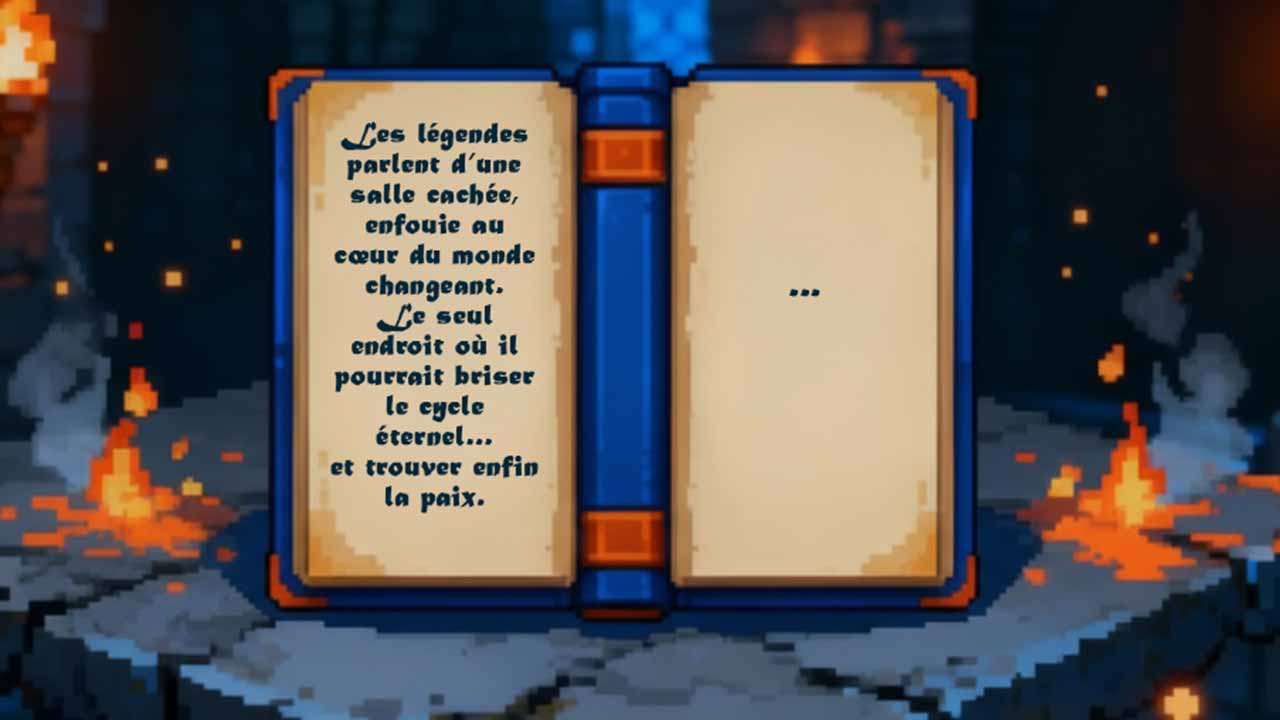 Les légendes
parlent d'une
salle cachée,
enfouie au
cœur du monde
changeant.
Le seul
endroit où il
pourrait briser
le cycle
éternel...
et trouver enfin
la paix.
...